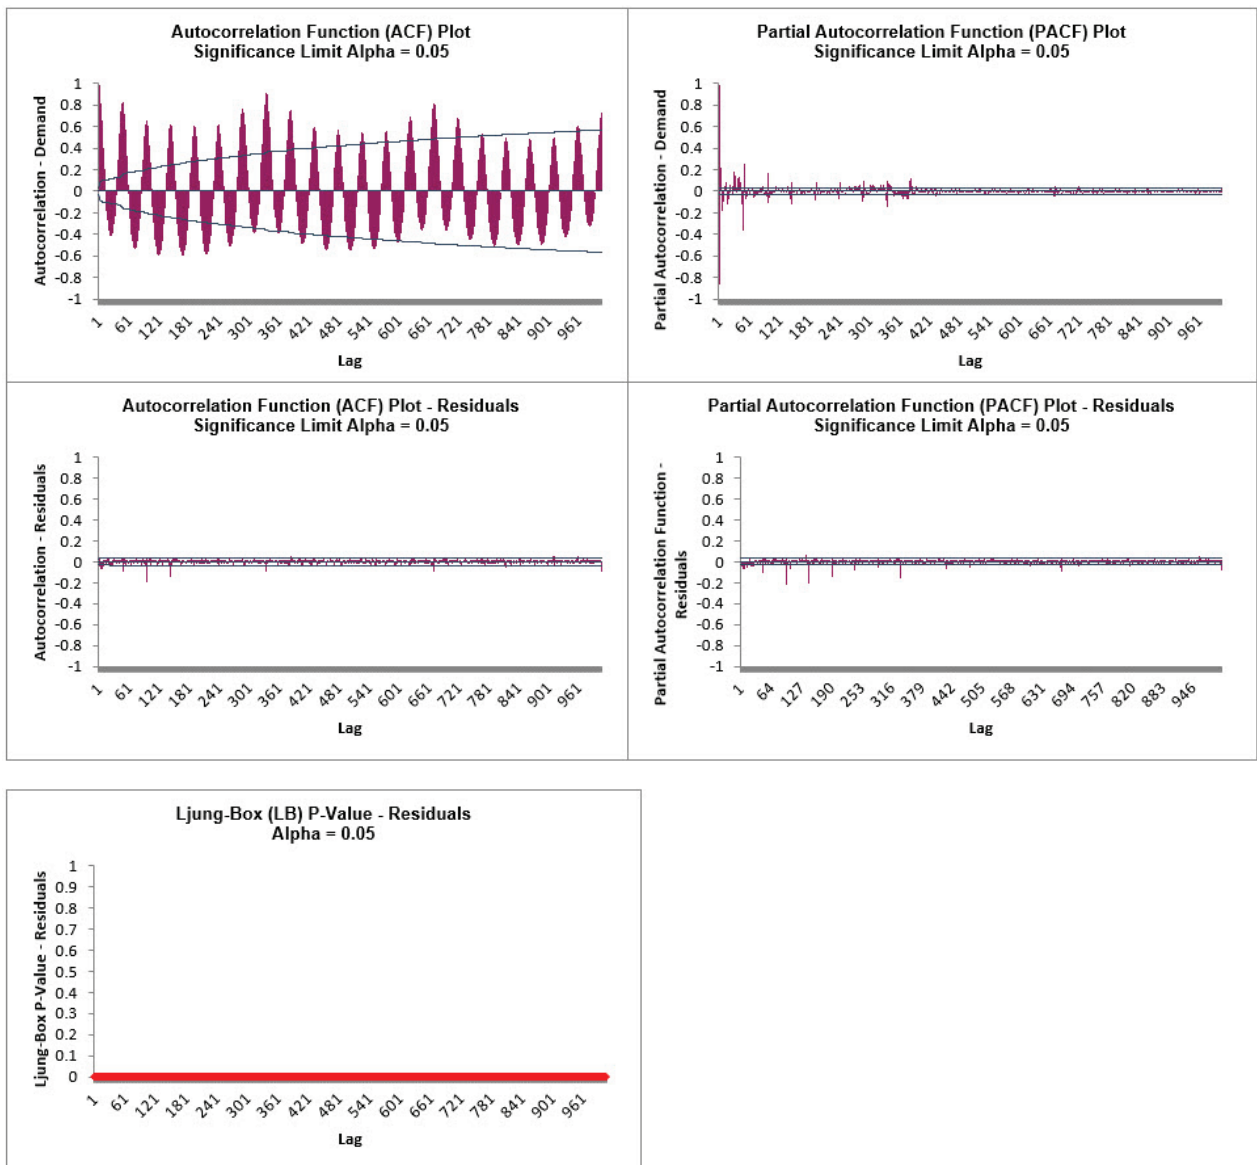 Autocorrelation Function (ACF) Plot
Significance Limit Alpha = 0.05
Autocorrelation - Demand
1
0.8
0.6
0.4
0.2
0
-0.2
-0.4
-0.6
-0.8
-1
1 61 121 181 241 301 361 421 481 541 601 661 721 781 841 901 961
Lag
Partial Autocorrelation Function (PACF) Plot
Significance Limit Alpha = 0.05
Partial Autocorrelation - Demand
1
0.8
0.6
0.4
0.2
0
-0.2
-0.4
-0.6
-0.8
-1
1 61 121 181 241 301 361 421 481 541 601 661 721 781 841 901 961
Lag
Autocorrelation Function (ACF) Plot - Residuals
Significance Limit Alpha = 0.05
Autocorrelation - Residuals
1
0.8
0.6
0.4
0.2
0
-0.2
-0.4
-0.6
-0.8
-1
1 61 121 181 241 301 361 421 481 541 601 661 721 781 841 901 961
Lag
Partial Autocorrelation Function (PACF) Plot - Residuals
Significance Limit Alpha = 0.05
Partial Autocorrelation Function -
Residuals
1
0.8
0.6
0.4
0.2
0
-0.2
-0.4
-0.6
-0.8
-1
1 64 127 190 253 316 379 442 505 568 631 694 757 820 883 946
Lag
Ljung-Box (LB) P-Value - Residuals
Alpha = 0.05
Ljung-Box P-Value - Residuals
1
0.9
0.8
0.7
0.6
0.5
0.4
0.3
0.2
0.1
0
1 61 121 181 241 301 361 421 481 541 601 661 721 781 841 901 961
Lag